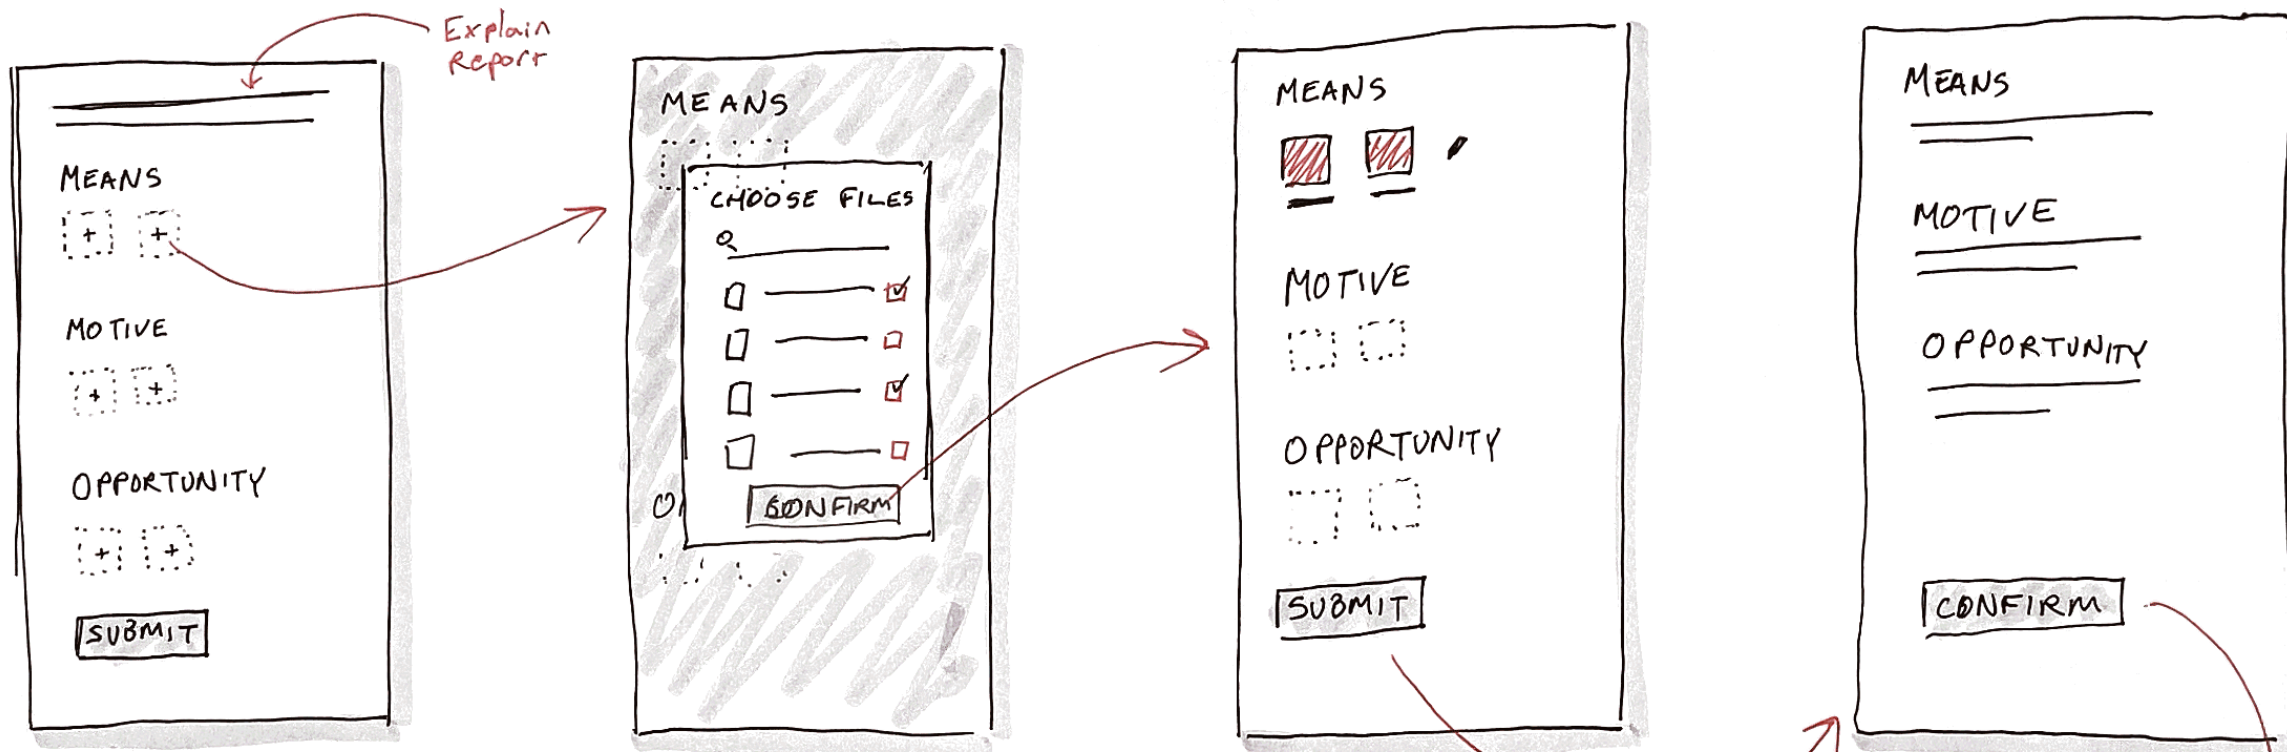 Explain
Report
MEANS
+ +
MOTIVE
+ +
OPPORTUNITY
+ +
SUBMIT
MEANS
CHOOSE FILES
O
CONFIRM
MEANS
MOTIVE
OPPORTUNITY
SUBMIT
MEANS
MOTIVE
OPPORTUNITY
CONFIRM